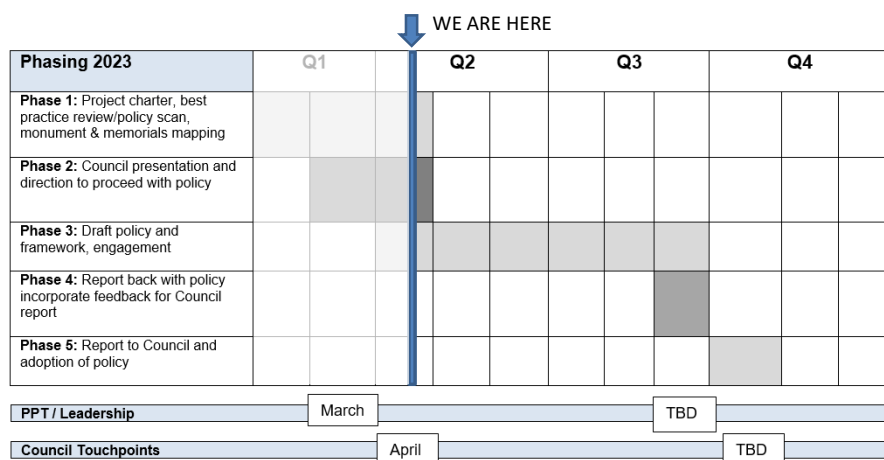 WE ARE HERE
Phasing 2023
Q1
Q2
Q3
Q4
Phase 1: Project charter, best
practice review/policy scan,
monument & memorials mapping
Phase 2: Council presentation and
direction to proceed with policy
Phase 3: Draft policy and
framework, engagement
Phase 4: Report back with policy
incorporate feedback for Council
report
Phase 5: Report to Council and
adoption of policy
PPT / Leadership
March
TBD
Council Touchpoints
April
TBD